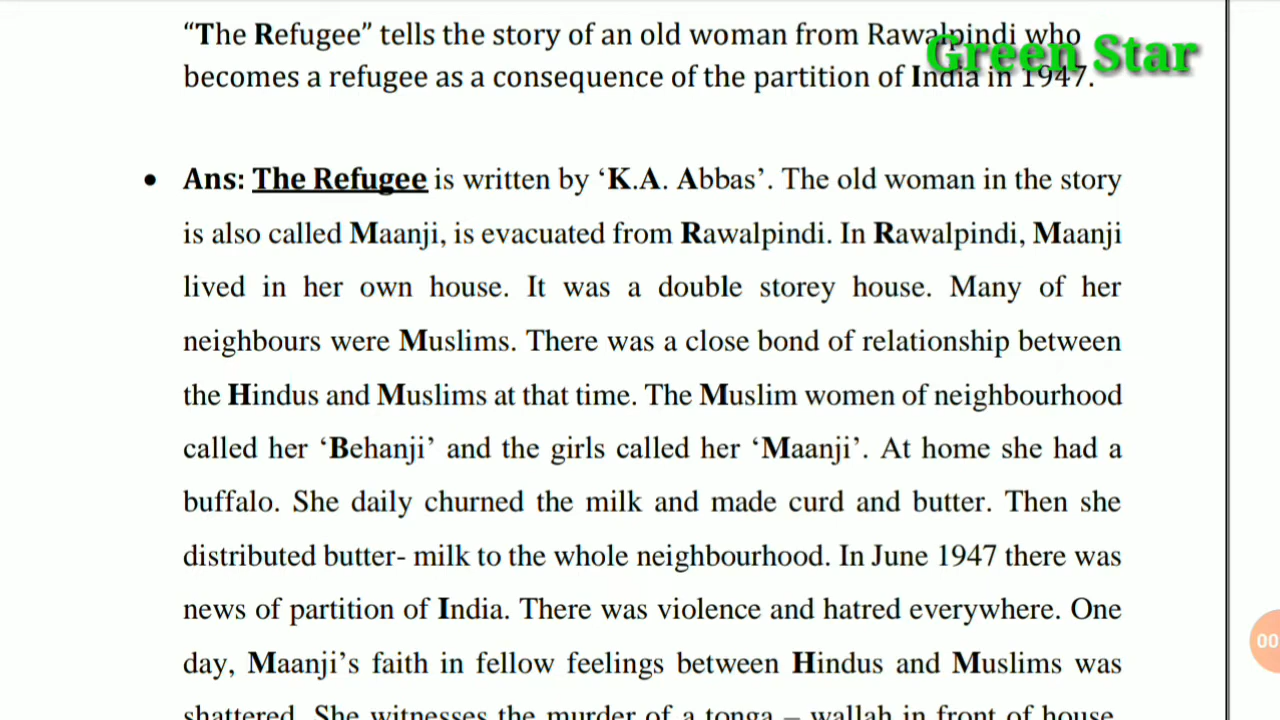 “The Refugee” tells the story of an old woman from Rawalpindi who
Green Star
becomes a refugee as a consequence of the partition of India in 1947.
• Ans: The Refugee is written by ‘K.A. Abbas’. The old woman in the story
is also called Maanji, is evacuated from Rawalpindi. In Rawalpindi, Maanji
lived in her own house. It was a double storey house. Many of her
neighbours were Muslims. There was a close bond of relationship between
the Hindus and Muslims at that time. The Muslim women of neighbourhood
called her ‘Behanji’ and the girls called her ‘Maanji’. At home she had a
buffalo. She daily churned the milk and made curd and butter. Then she
distributed butter- milk to the whole neighbourhood. In June 1947 there was
news of partition of India. There was violence and hatred everywhere. One
00
day, Maanji’s faith in fellow feelings between Hindus and Muslims was
shattered. She witnesses the murder of a tonga – wallah in front of house.